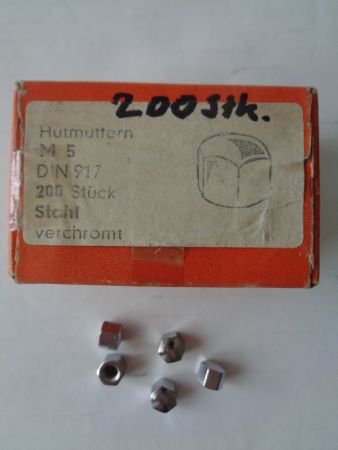 200 Stk.
Hutmuttern
M 5
DIN 917
200 Stück
Stahl
verchromt